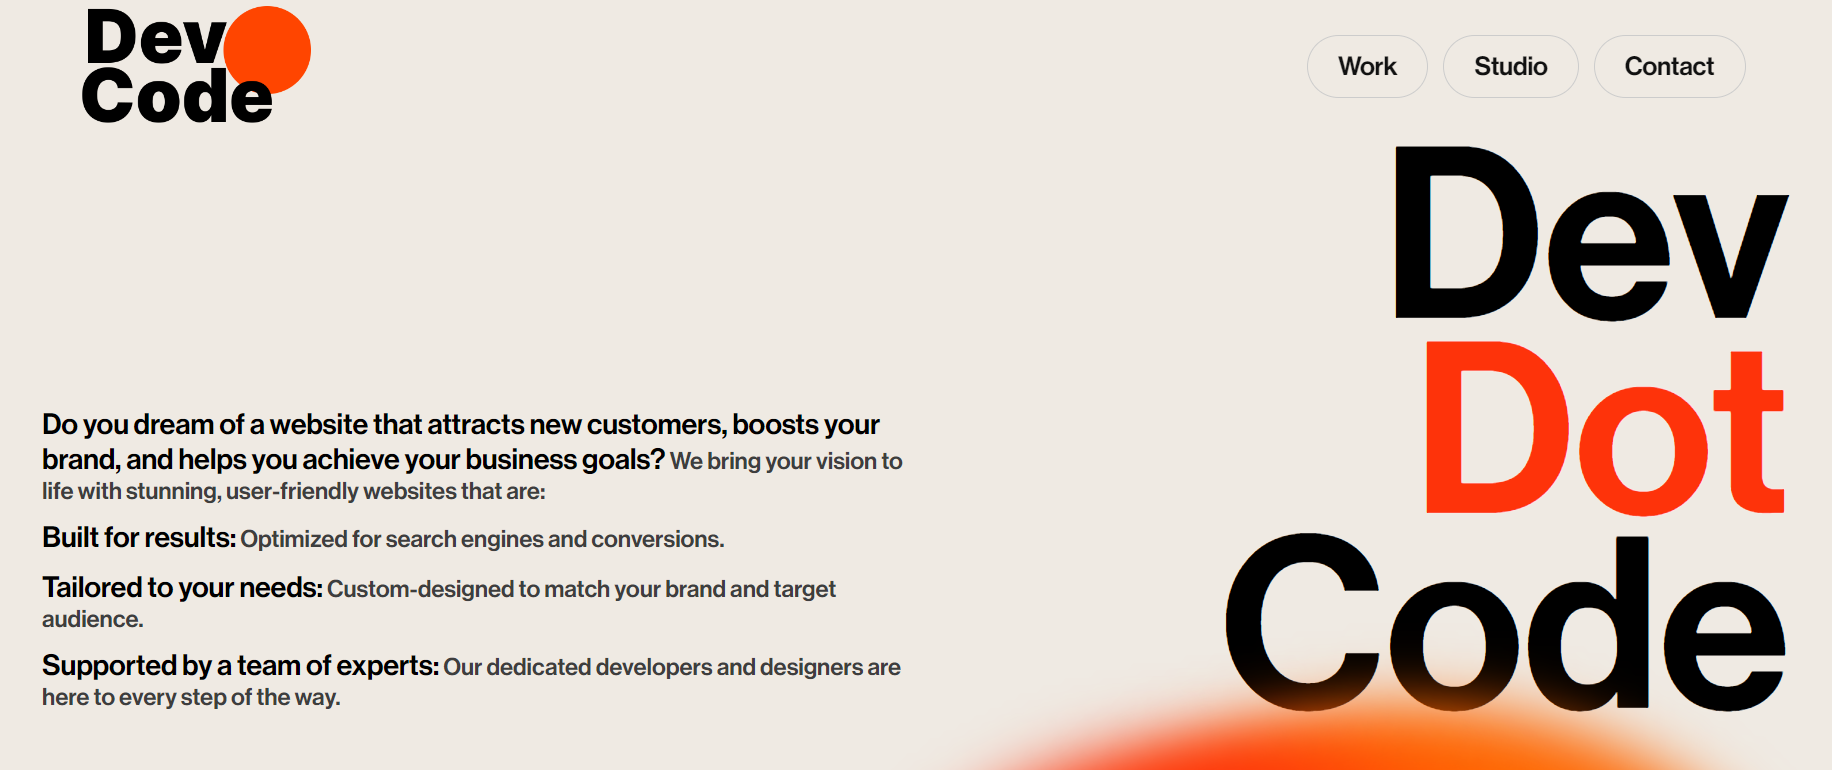 Dev
Code
Work
Studio
Contact
Dev
Dot
Code
Do you dream of a website that attracts new customers, boosts your
brand, and helps you achieve your business goals? We bring your vision to
life with stunning, user-friendly websites that are:
Built for results: Optimized for search engines and conversions.
Tailored to your needs: Custom-designed to match your brand and target
audience.
Supported by a team of experts: Our dedicated developers and designers are
here to every step of the way.